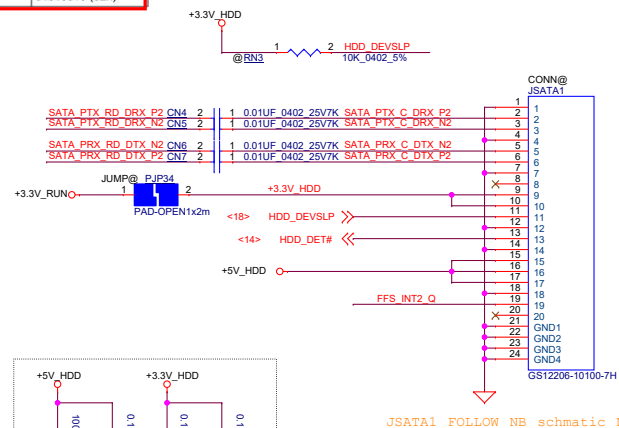 +3.3V_HDD
@RN3 1 2 HDD_DEVSLP
10K_0402_5%
CONN@
JSATA1
SATA_PTX_RD_DRX_P2 CN4 2 1 0.01UF_0402_25V7K SATA_PTX_C_DRX_P2
SATA_PTX_RD_DRX_N2 CN5 2 1 0.01UF_0402_25V7K SATA_PTX_C_DRX_N2
SATA_PRX_RD_DTX_N2 CN6 2 1 0.01UF_0402_25V7K SATA_PRX_C_DTX_N2
SATA_PRX_RD_DTX_P2 CN7 2 1 0.01UF_0402_25V7K SATA_PRX_C_DTX_P2
JUMP@ PJP34
+3.3V_RUN 1 2 +3.3V_HDD
PAD-OPEN1x2m
<18> HDD_DEVSLP
<14> HDD_DET#
+5V_HDD
FFS_INT2_Q
1 1
2 2
3 3
4 4
5 5
6 6
7 7
8 8
9 9
10 10
11 11
12 12
13 13
14 14
15 15
16 16
17 17
18 18
19 19
20 20
21 GND1
22 GND2
23 GND3
24 GND4
GS12206-10100-7H
+5V_HDD +3.3V_HDD
JSATA1 FOLLOW NB schmatic